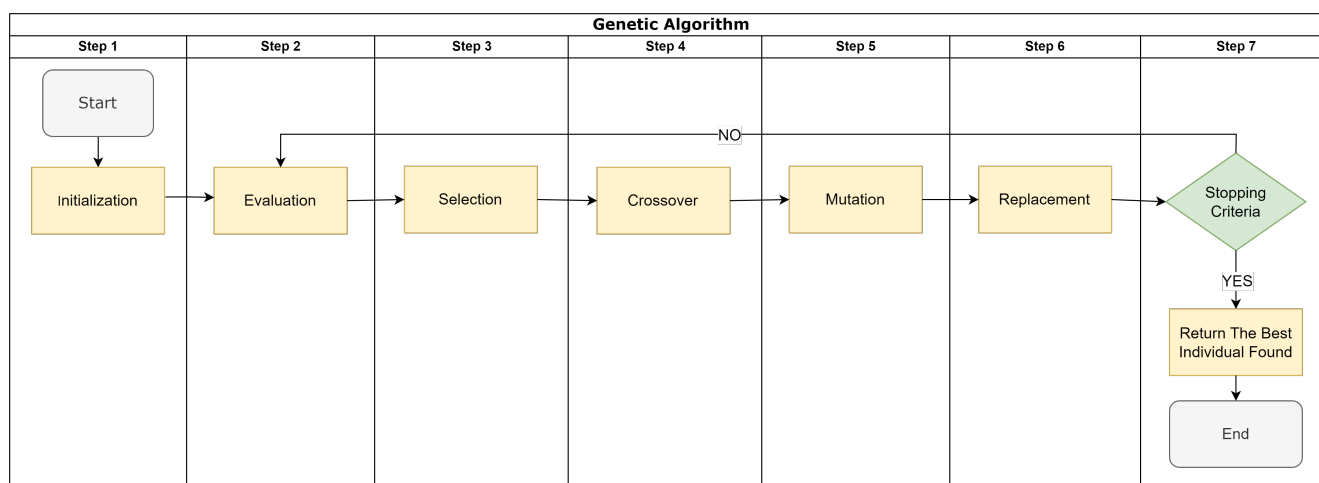 Genetic Algorithm
Step 1
Step 2
Step 3
Step 4
Step 5
Step 6
Step 7
Start
NO
Initialization
Evaluation
Selection
Crossover
Mutation
Replacement
Stopping
Criteria
YES
Return The Best
Individual Found
End